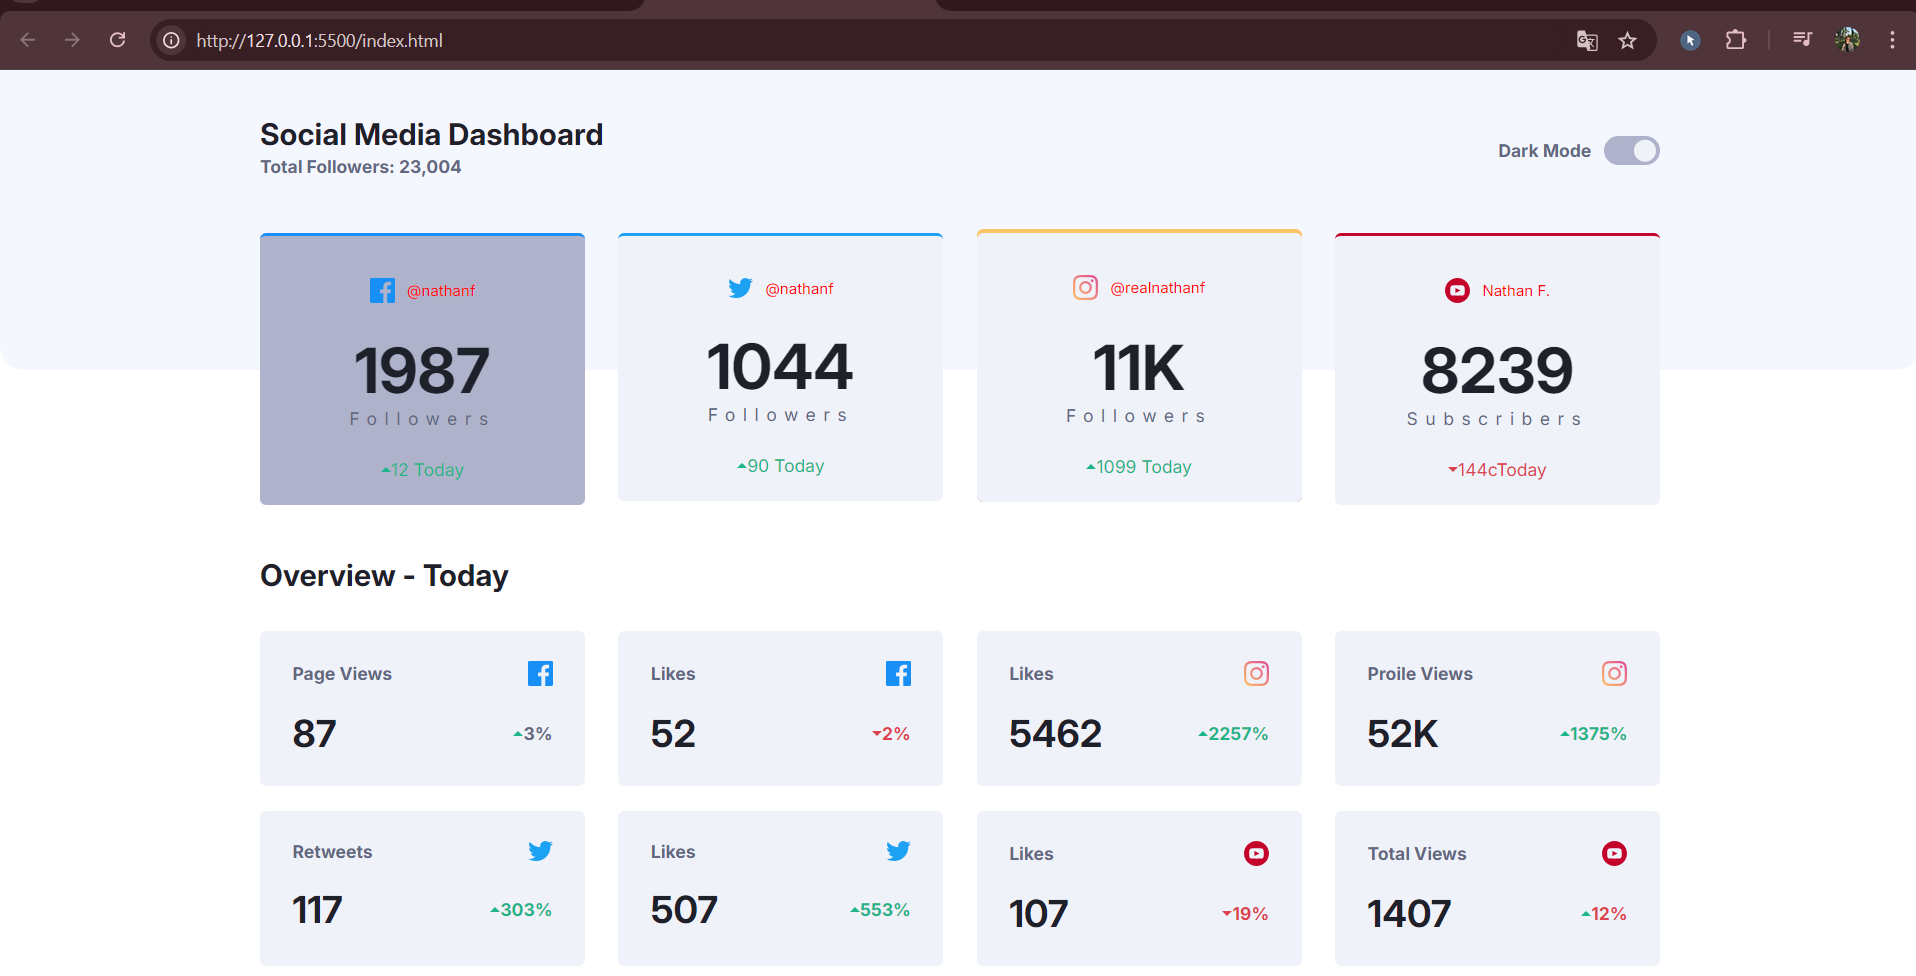 http://127.0.0.1:5500/index.html
Social Media Dashboard
Total Followers: 23,004
Dark Mode
@nathanf
1987
Followers
12 Today
@nathanf
1044
Followers
90 Today
@realnathanf
11K
Followers
1099 Today
Nathan F.
8239
Subscribers
144cToday
Overview - Today
Page Views
87
3%
Likes
52
2%
Likes
5462
2257%
Proile Views
52K
1375%
Retweets
117
303%
Likes
507
553%
Likes
107
19%
Total Views
1407
12%